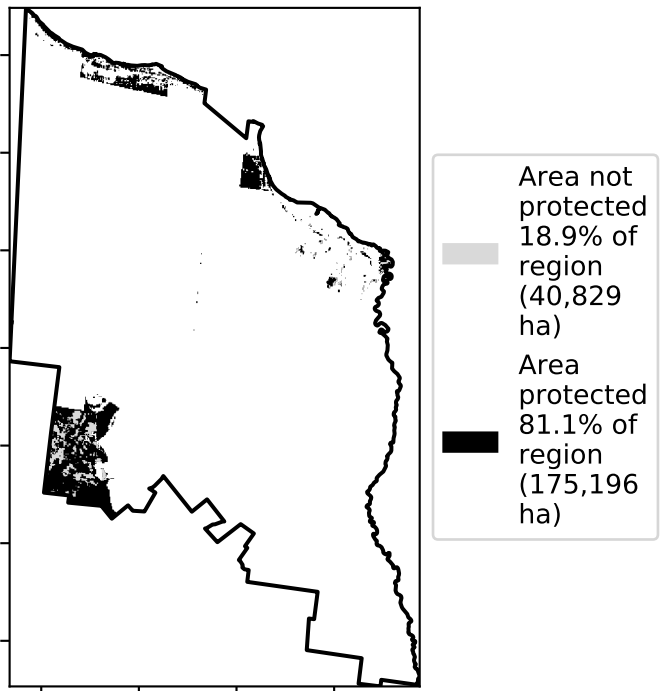 Area not
protected
18.9% of
region
(40,829
ha)
Area
protected
81.1% of
region
(175,196
ha)